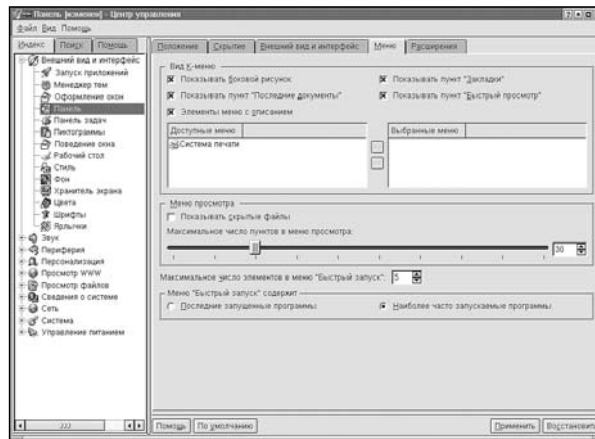 Панель [изменен] - Центр управления
Файл Вид Помощь
Индекс Поиск Помощь
Положение Скрытие Внешний вид и интерфейс Меню Расширения
Внешний вид и интерфейс
Запуск приложений
Менеджер тем
Оформление окон
Панель
Панель задач
Пиктограммы
Поведение окна
Рабочий стол
Стиль
Фон
Хранитель экрана
Цвета
Шрифты
Ярлычки
Звук
Периферия
Персонализация
Просмотр WWW
Просмотр файлов
Сведения о системе
Сеть
Система
Управление питанием
Вид K-меню
Показывать боковой рисунок
Показывать пункт "Закладки"
Показывать пункт "Последние документы"
Показывать пункт "Быстрый просмотр"
Элементы меню с описанием
Доступные меню
Выбранные меню
Система печати
Меню просмотра
Показывать скрытые файлы
Максимальное число пунктов в меню просмотра:
30
Максимальное число элементов в меню "Быстрый запуск": 5
Меню "Быстрый запуск" содержит
Последние запущенные программы
Наиболее часто запускаемые программы
Помощь По умолчанию Применить Восстановить